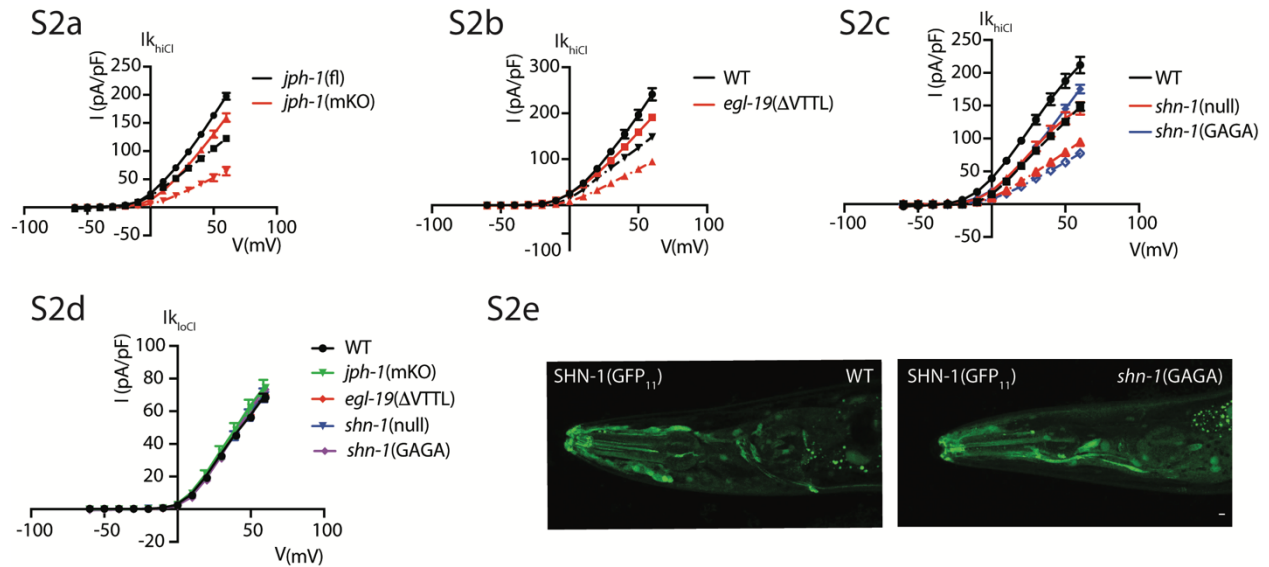 S2a
Ik hiCl
I (pA/pF)
250
200
150
100
50
-50
-100
-50
50
100
V(mV)
jph-1(fl)
jph-1(mKO)
S2b
Ik hiCl
I (pA/pF)
300
200
100
-100
-100
-50
50
100
V(mV)
WT
egl-19(ΔVTTL)
S2c
Ik hiCl
I (pA/pF)
250
200
150
100
50
-50
-100
-50
50
100
V(mV)
WT
shn-1(null)
shn-1(GAGA)
S2d
Ik loCl
I (pA/pF)
100
80
60
40
20
-20
-100
-50
50
100
V(mV)
WT
jph-1(mKO)
egl-19(ΔVTTL)
shn-1(null)
shn-1(GAGA)
S2e
SHN-1(GFP11) WT
SHN-1(GFP11) shn-1(GAGA)